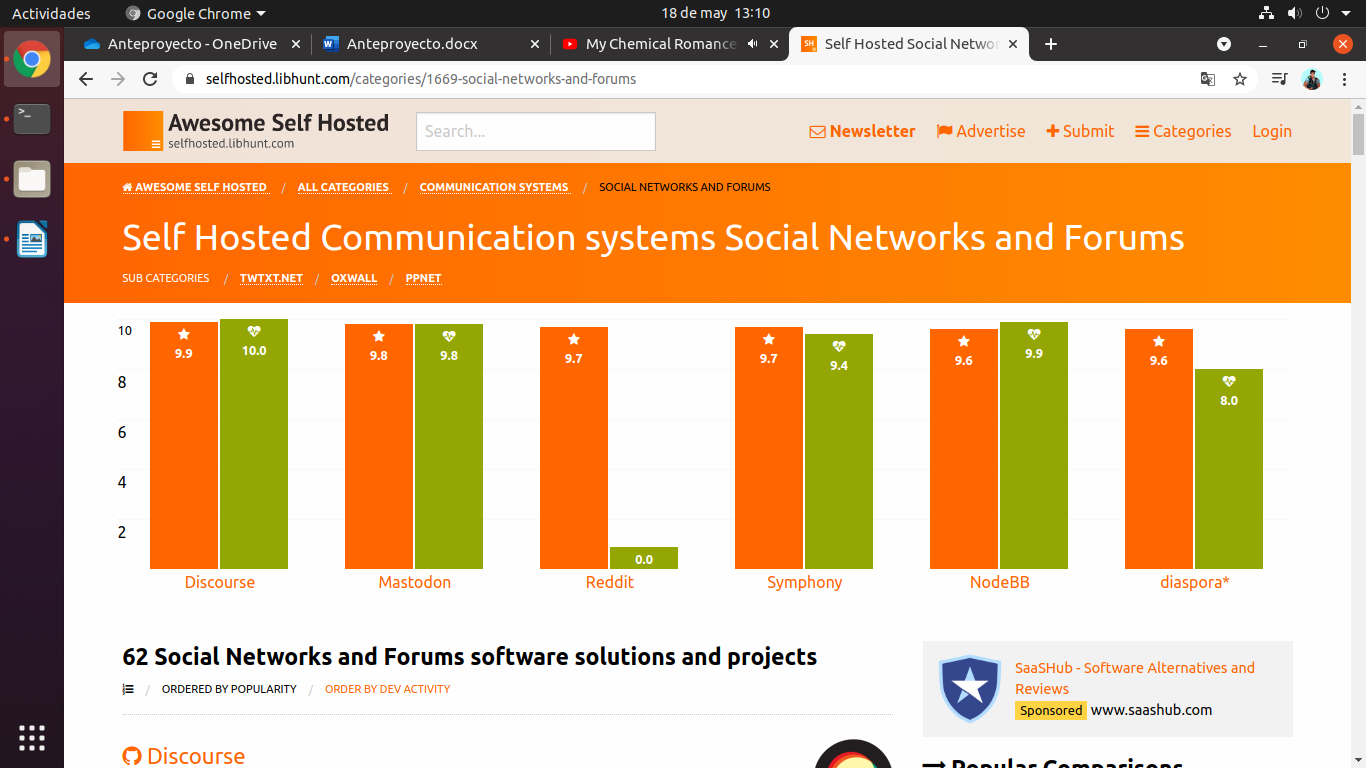 Actividades
Google Chrome
18 de may 13:10
Anteproyecto - OneDrive
Anteproyecto.docx
My Chemical Romance
Self Hosted Social Networ
selfhosted.libhunt.com/categories/1669-social-networks-and-forums
Awesome Self Hosted
selfhosted.libhunt.com
Search...
Newsletter
Advertise
Submit
Categories
Login
AWESOME SELF HOSTED / ALL CATEGORIES / COMMUNICATION SYSTEMS / SOCIAL NETWORKS AND FORUMS
Self Hosted Communication systems Social Networks and Forums
SUB CATEGORIES / TWTXT.NET / OXWALL / PPNET
10
8
6
4
2
9.9
10.0
9.8
9.8
9.7
0.0
9.7
9.4
9.6
9.9
9.6
8.0
Discourse
Mastodon
Reddit
Symphony
NodeBB
diaspora*
62 Social Networks and Forums software solutions and projects
/ ORDERED BY POPULARITY / ORDER BY DEV ACTIVITY
Discourse
SaaSHub - Software Alternatives and
Reviews
Sponsored www.saashub.com
Popular Comparisons